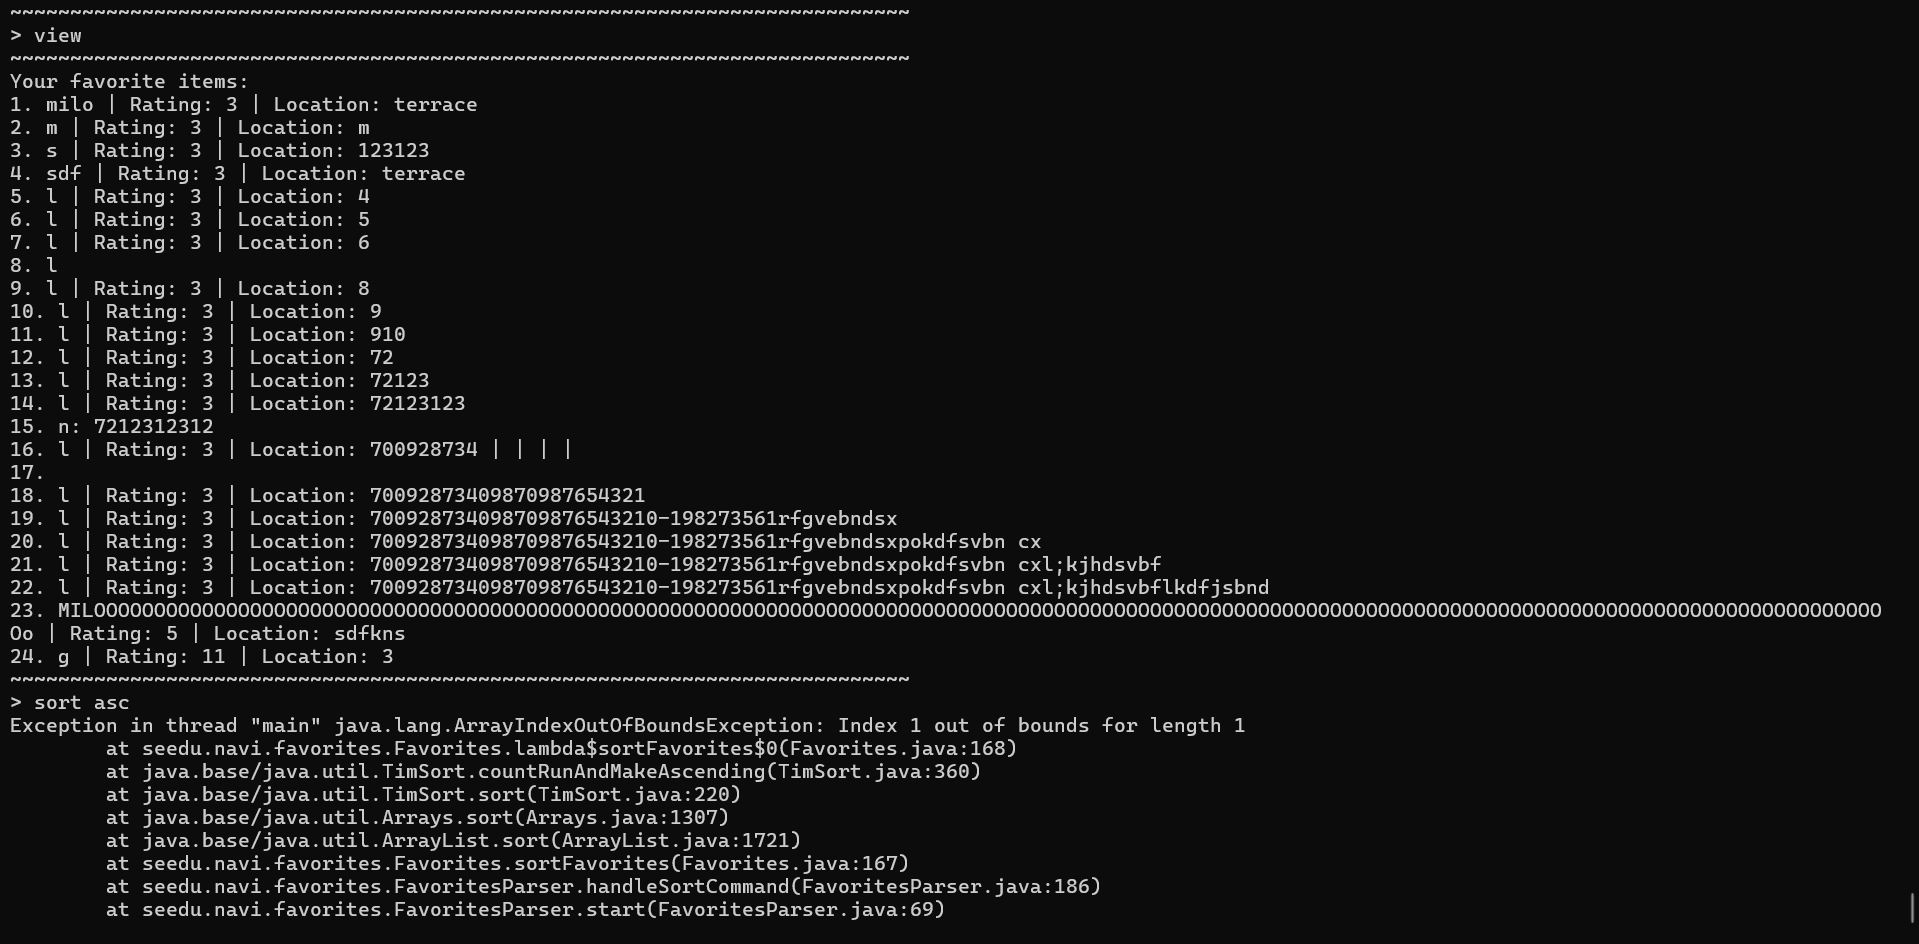 ~~~~~~~~~~~~~~~~~~~~~~~~~~~~~~~~~~~~~~~~~~~~~~~~~~~~~~~~~~~~~~~~~~~~~~~~~~~
> view
~~~~~~~~~~~~~~~~~~~~~~~~~~~~~~~~~~~~~~~~~~~~~~~~~~~~~~~~~~~~~~~~~~~~~~~~~~~
Your favorite items:
1. milo | Rating: 3 | Location: terrace
2. m | Rating: 3 | Location: m
3. s | Rating: 3 | Location: 123123
4. sdf | Rating: 3 | Location: terrace
5. l | Rating: 3 | Location: 4
6. l | Rating: 3 | Location: 5
7. l | Rating: 3 | Location: 6
8. l
9. l | Rating: 3 | Location: 8
10. l | Rating: 3 | Location: 9
11. l | Rating: 3 | Location: 910
12. l | Rating: 3 | Location: 72
13. l | Rating: 3 | Location: 72123
14. l | Rating: 3 | Location: 72123123
15. n: 7212312312
16. l | Rating: 3 | Location: 700928734 | | | |
17.
18. l | Rating: 3 | Location: 70092873409870987654321
19. l | Rating: 3 | Location: 700928734098709876543210-198273561rfgvebndsx
20. l | Rating: 3 | Location: 700928734098709876543210-198273561rfgvebndsxpokdfsvbn cx
21. l | Rating: 3 | Location: 700928734098709876543210-198273561rfgvebndsxpokdfsvbn cxl;kjhdsvbf
22. l | Rating: 3 | Location: 700928734098709876543210-198273561rfgvebndsxpokdfsvbn cxl;kjhdsvbflkdfjsbnd
23. MILOOOOOOOOOOOOOOOOOOOOOOOOOOOOOOOOOOOOOOOOOOOOOOOOOOOOOOOOOOOOOOOOOOOOOOOOOOOOOOOOOOOOOOOOOOOOOOOOOOOOOOOOOOOOOOOOOOOOOOOOOOOOOOOOOOOOOOOOOOOOOOOO
Oo | Rating: 5 | Location: sdfkns
24. g | Rating: 11 | Location: 3
~~~~~~~~~~~~~~~~~~~~~~~~~~~~~~~~~~~~~~~~~~~~~~~~~~~~~~~~~~~~~~~~~~~~~~~~~~~
> sort asc
Exception in thread "main" java.lang.ArrayIndexOutOfBoundsException: Index 1 out of bounds for length 1
        at seedu.navi.favorites.Favorites.lambda$sortFavorites$0(Favorites.java:168)
        at java.base/java.util.TimSort.countRunAndMakeAscending(TimSort.java:360)
        at java.base/java.util.TimSort.sort(TimSort.java:220)
        at java.base/java.util.Arrays.sort(Arrays.java:1307)
        at java.base/java.util.ArrayList.sort(ArrayList.java:1721)
        at seedu.navi.favorites.Favorites.sortFavorites(Favorites.java:167)
        at seedu.navi.favorites.FavoritesParser.handleSortCommand(FavoritesParser.java:186)
        at seedu.navi.favorites.FavoritesParser.start(FavoritesParser.java:69)